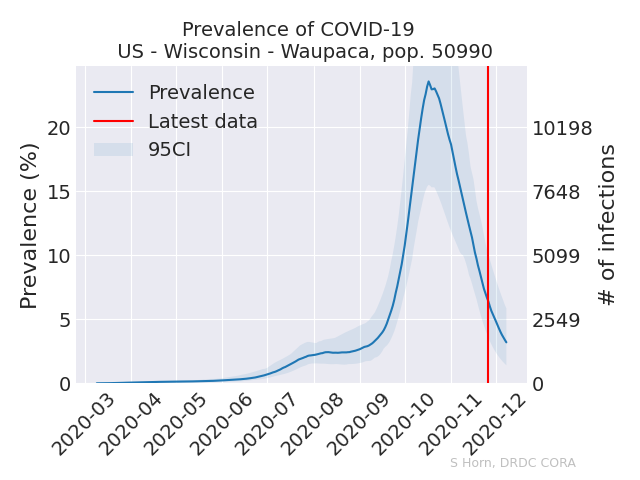 Prevalence of COVID-19
US - Wisconsin - Waupaca, pop. 50990
Prevalence
Latest data
95CI
Prevalence (%)
20
15
10
5
0
10198
7648
5099
2549
0
# of infections
2020-03
2020-04
2020-05
2020-06
2020-07
2020-08
2020-09
2020-10
2020-11
2020-12
S Horn, DRDC CORA